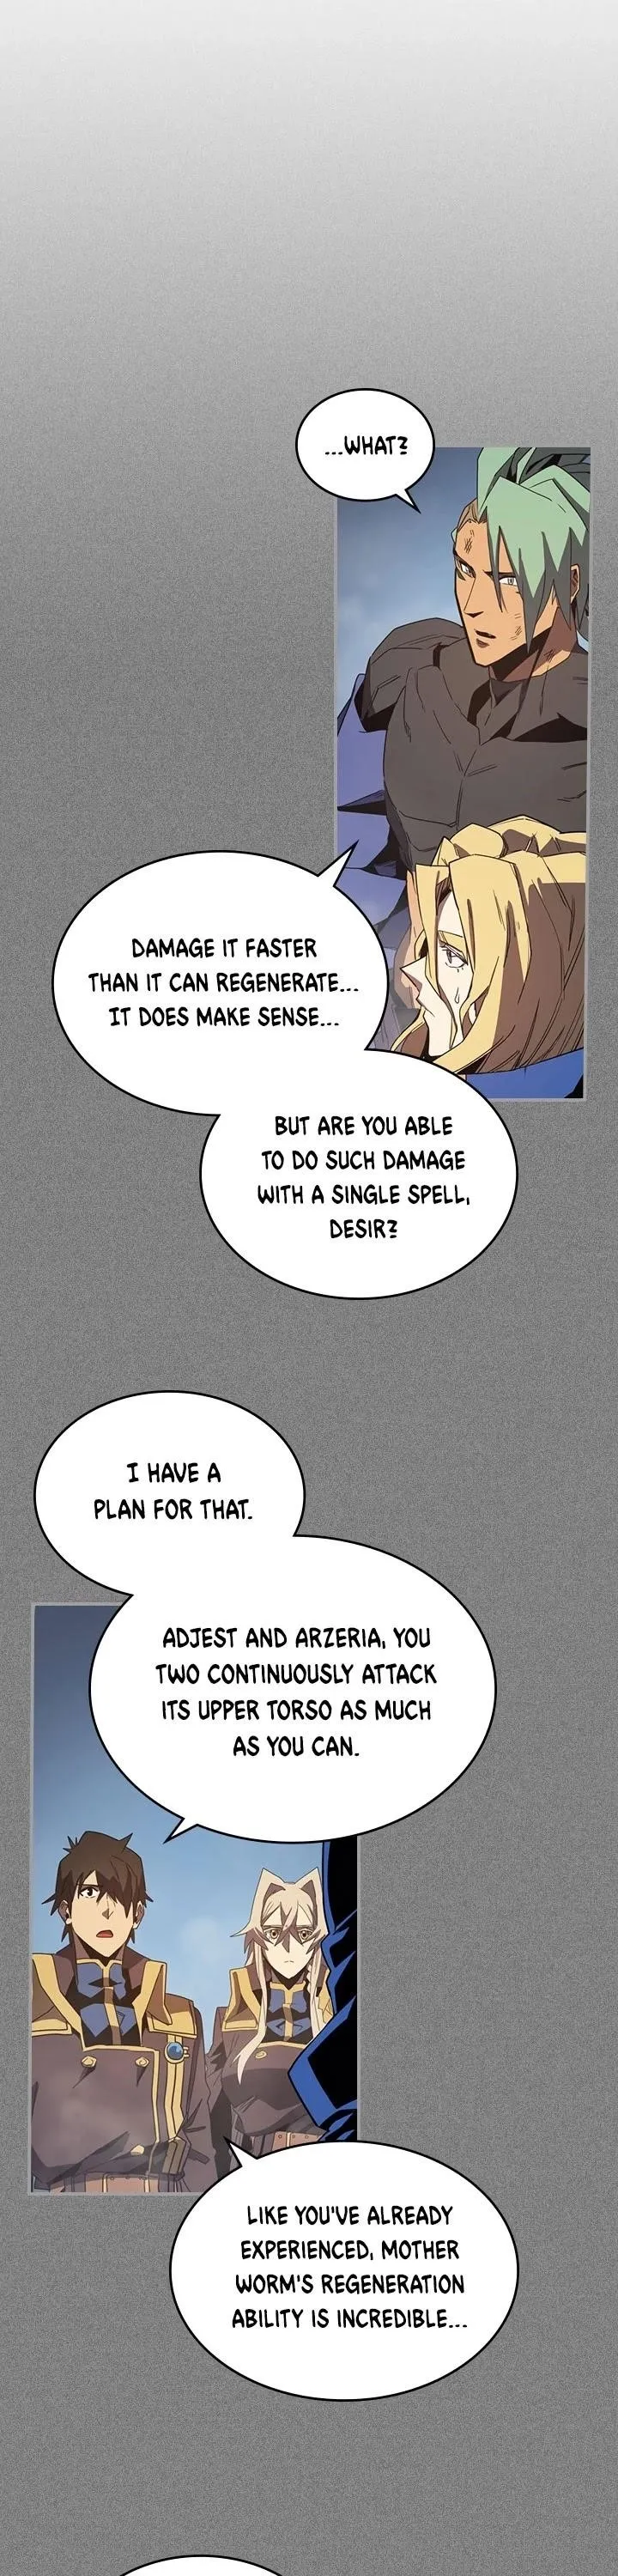 ...WHAT?
DAMAGE IT FASTER
THAN IT CAN REGENERATE...
IT DOES MAKE SENSE...
BUT ARE YOU ABLE
TO DO SUCH DAMAGE
WITH A SINGLE SPELL,
DESIR?
I HAVE A
PLAN FOR THAT.
ADJEST AND ARZERIA, YOU
TWO CONTINUOUSLY ATTACK
ITS UPPER TORSO AS MUCH
AS YOU CAN.
LIKE YOU'VE ALREADY
EXPERIENCED, MOTHER
WORM'S REGENERATION
ABILITY IS INCREDIBLE...